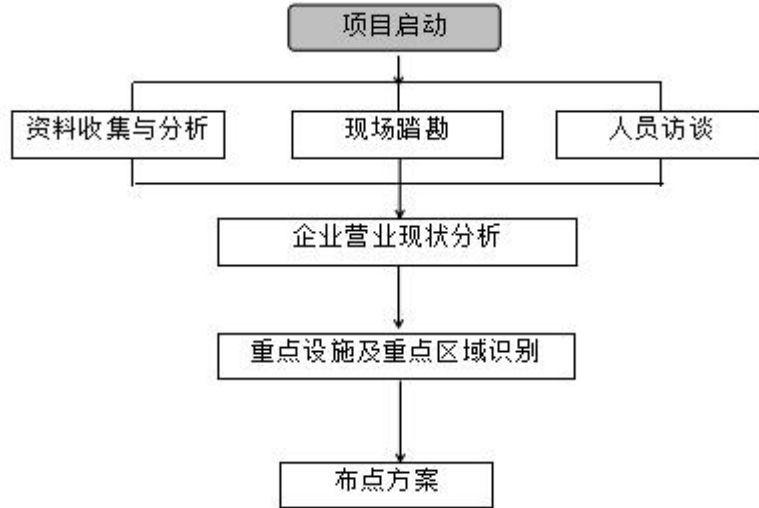 项目启动
资料收集与分析
现场踏勘
人员访谈
企业营业现状分析
重点设施及重点区域识别
布点方案